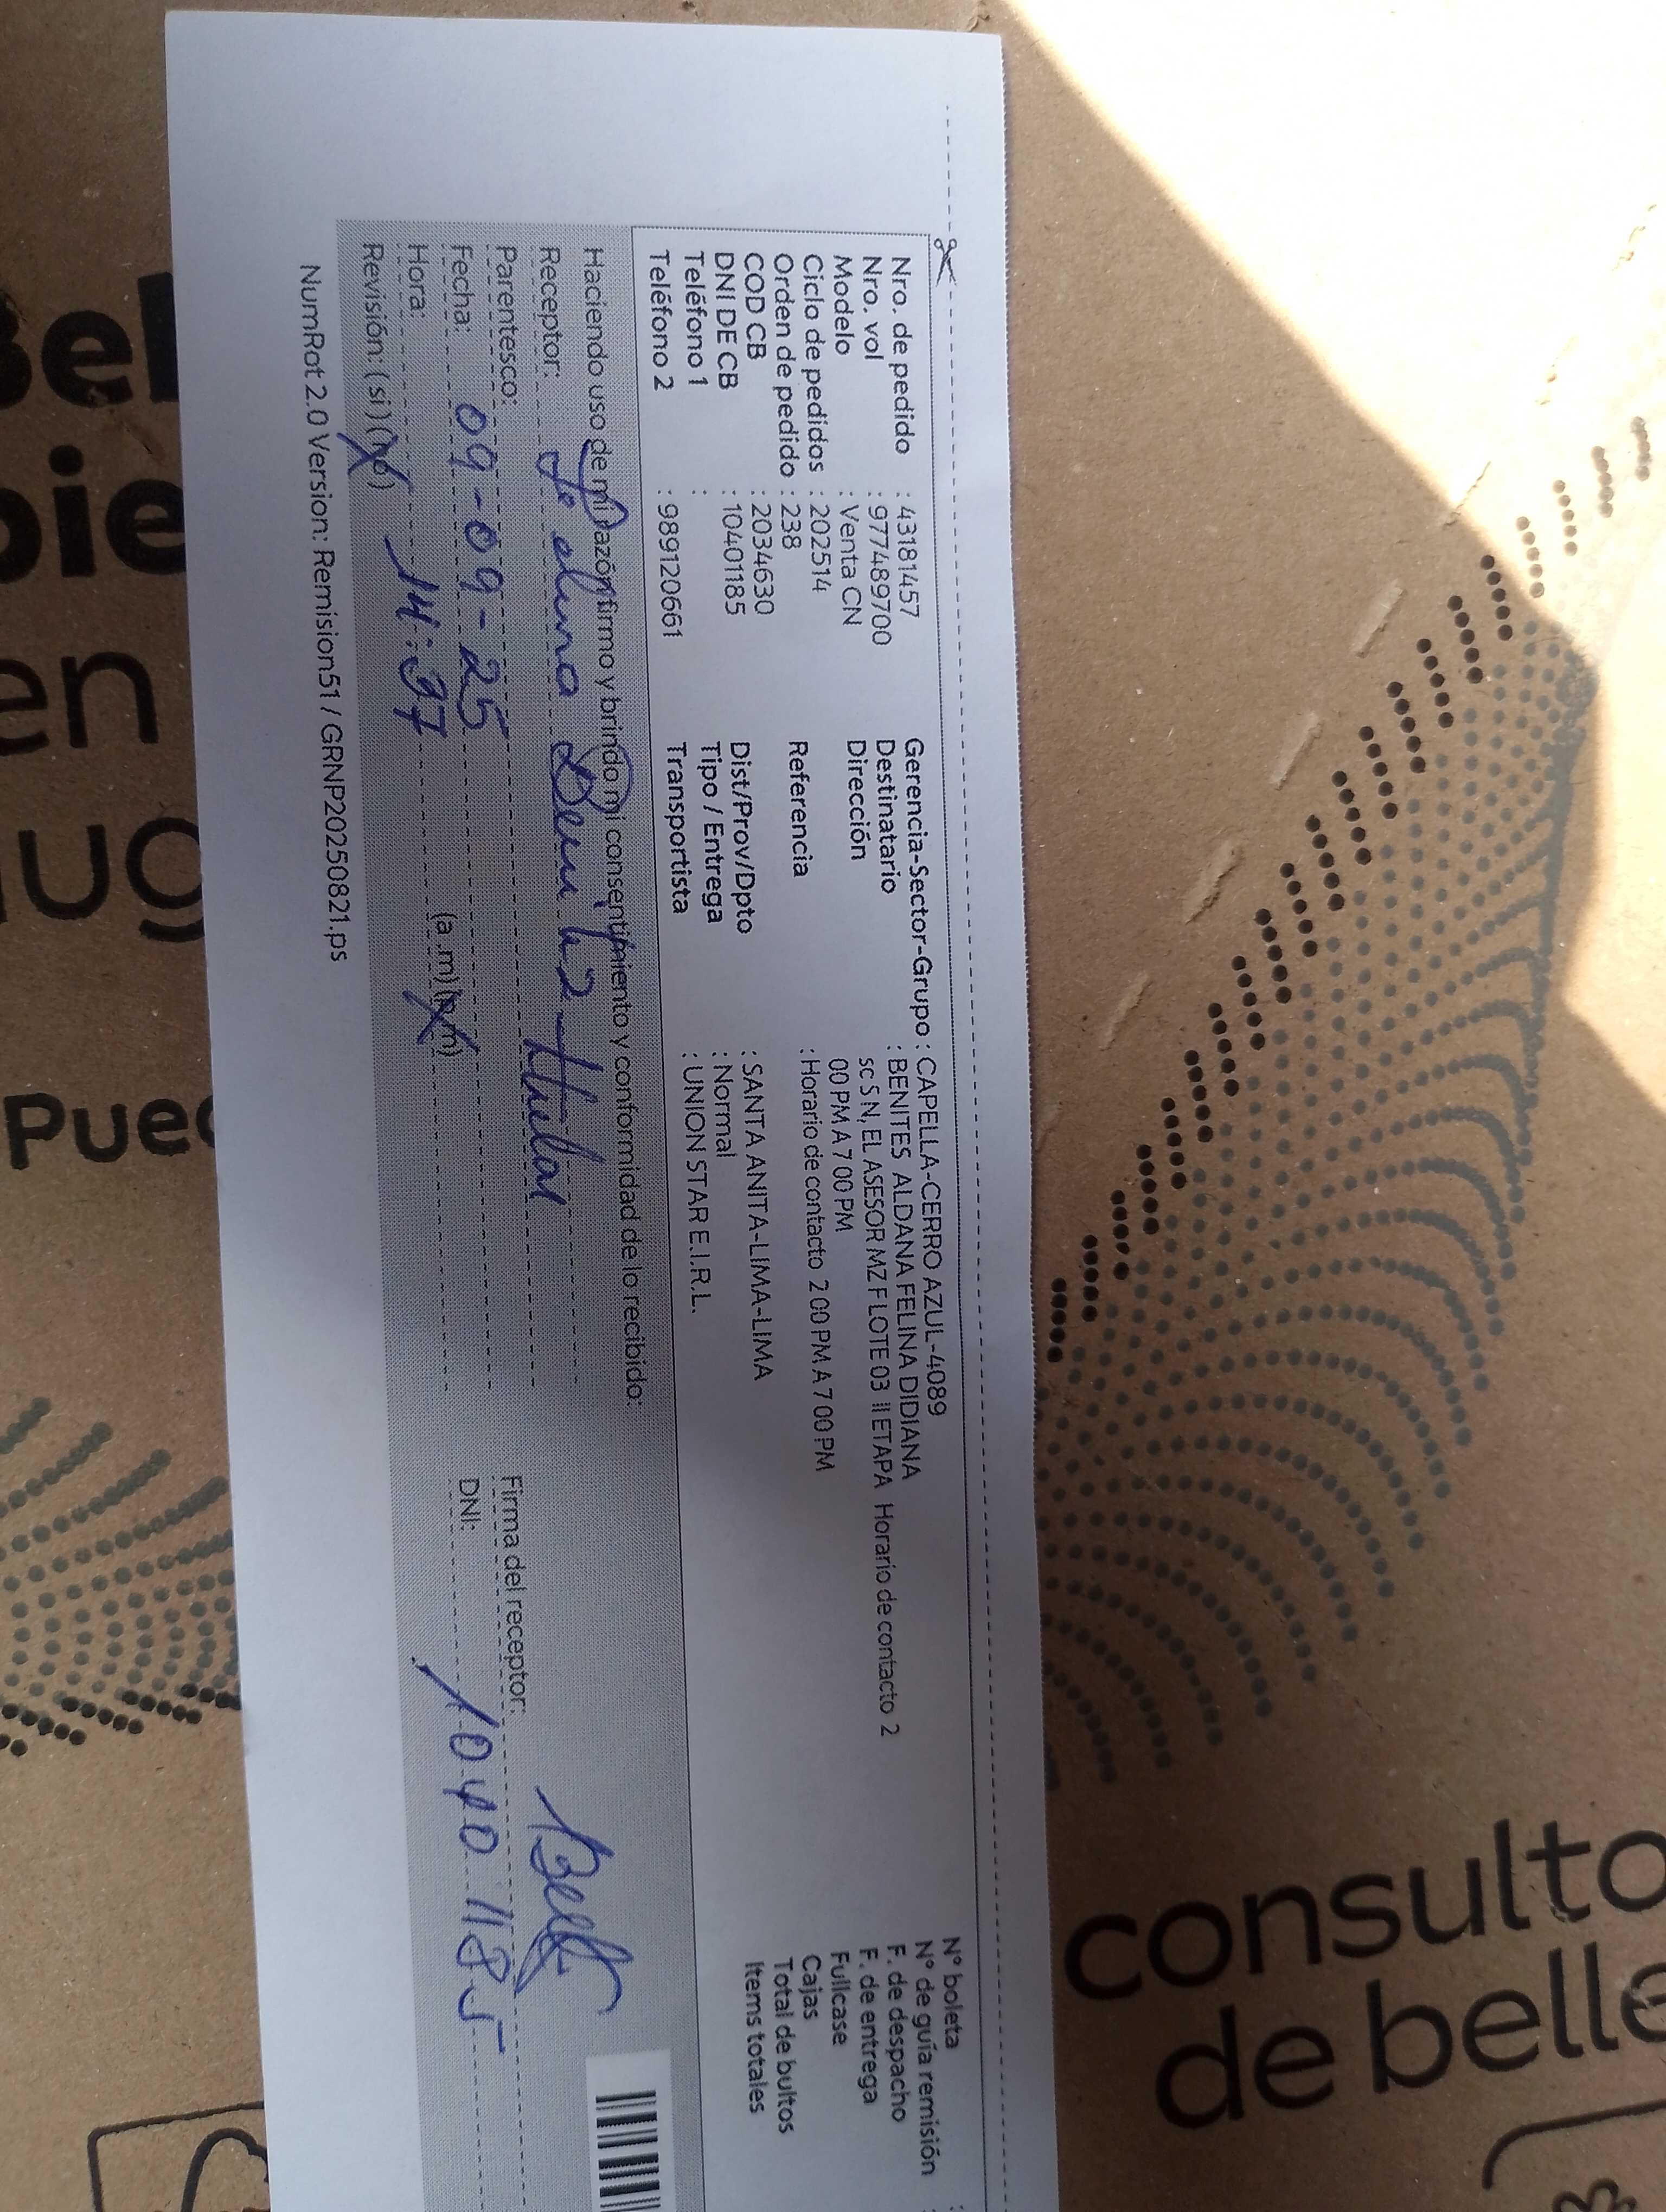 Nro. de pedido : 43181457
Nro. vol : 977489700
Modelo : Venta CN
Ciclo de pedidos : 202514
Orden de pedido : 238
COD CB : 2034630
DNI DE CB : 10401185
Teléfono 1 :
Teléfono 2 : 989120661
Gerencia-Sector-Grupo : CAPELLA-CERRO AZUL-4089
Destinatario : BENITES ALDANA FELINA DIDIANA
Dirección sc S N, EL ASESOR MZ F LOTE 03 II ETAPA Horario de contacto 2
00 PM A 7 00 PM
Referencia : Horario de contacto 2 00 PM A 7 00 PM
Dist/Prov/Dpto : SANTA ANITA-LIMA-LIMA
Tipo / Entrega : Normal
Transportista : UNION STAR E.I.R.L.
N° boleta :
N° de guía remisión :
F. de despacho
F. de entrega
Fullcase
Cajas
Total de bultos
Items totales
Haciendo uso de mi razón firmo y brindo mi consentimiento y conformidad de lo recibido:
Receptor:
Parentesco: titular
Fecha: 09-09-25
Hora: 14:37 (a.m) (p.m)
Revisión: (si) (no)
Firma del receptor:
DNI: 10401185
NumRot 2.0 Version: Remision51 / GRNP20250821.ps
Bel
bie
en
lug
Pued
consulto
de belle